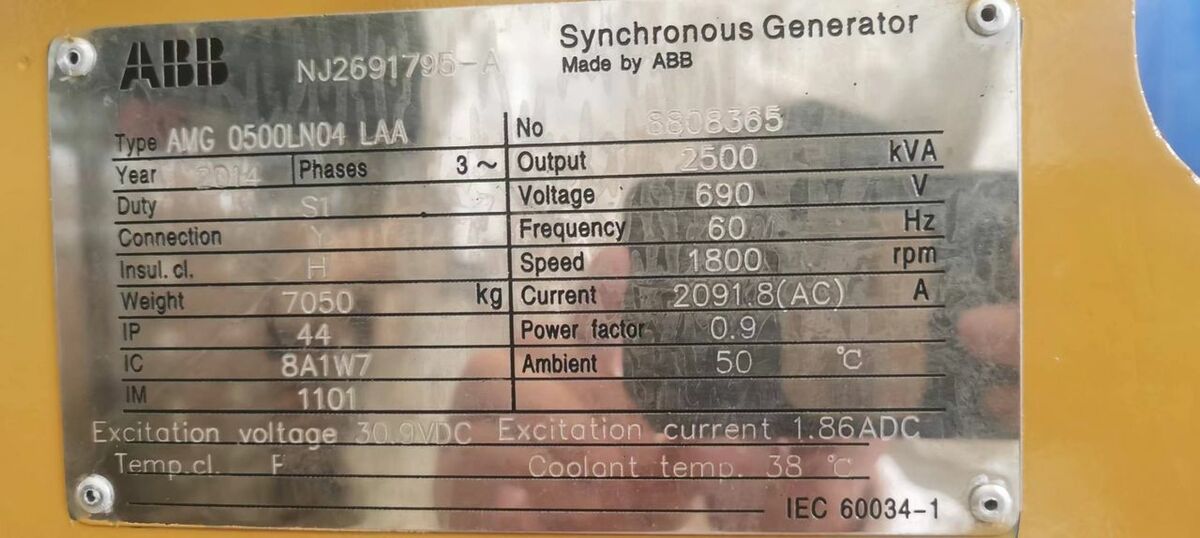 ABB NJ2691795-A Synchronous Generator
Made by ABB
Type AMG 0500LN04 LAA
Year 2014 Phases 3 ~
Duty S1
Connection Y
Insul. cl. H
Weight 7050 kg
IP 44
IC 8A1W7
IM 1101
No 8808365
Output 2500 kVA
Voltage 690 V
Frequency 60 Hz
Speed 1800 rpm
Current 2091.8(AC) A
Power factor 0.9
Ambient 50 °C
Excitation voltage 30.9VDC Excitation current 1.86ADC
Temp.cl. F Coolant temp. 38 °C
IEC 60034-1